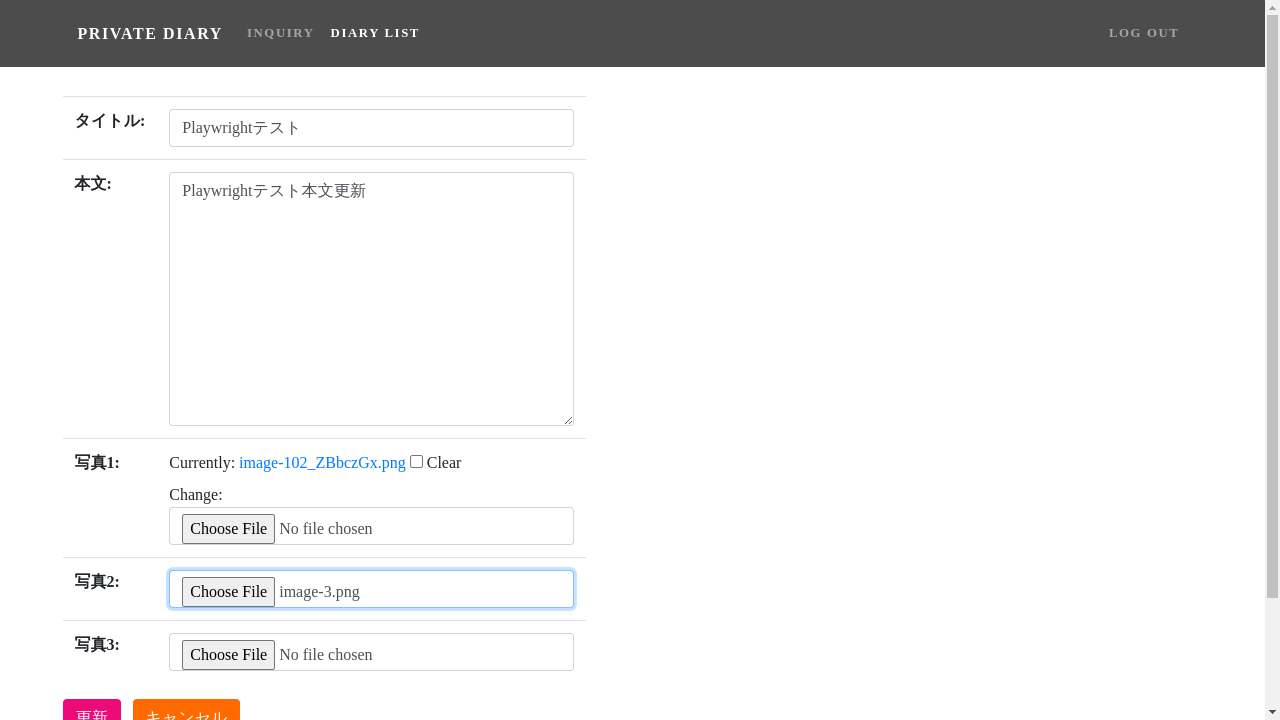 PRIVATE DIARY INQUIRY DIARY LIST LOG OUT
タイトル: Playwrightテスト
本文: Playwrightテスト本文更新
写真1: Currently: image-102_ZBbczGx.png Clear
Change:
Choose File No file chosen
写真2: Choose File image-3.png
写真3: Choose File No file chosen
更新 キャンセル